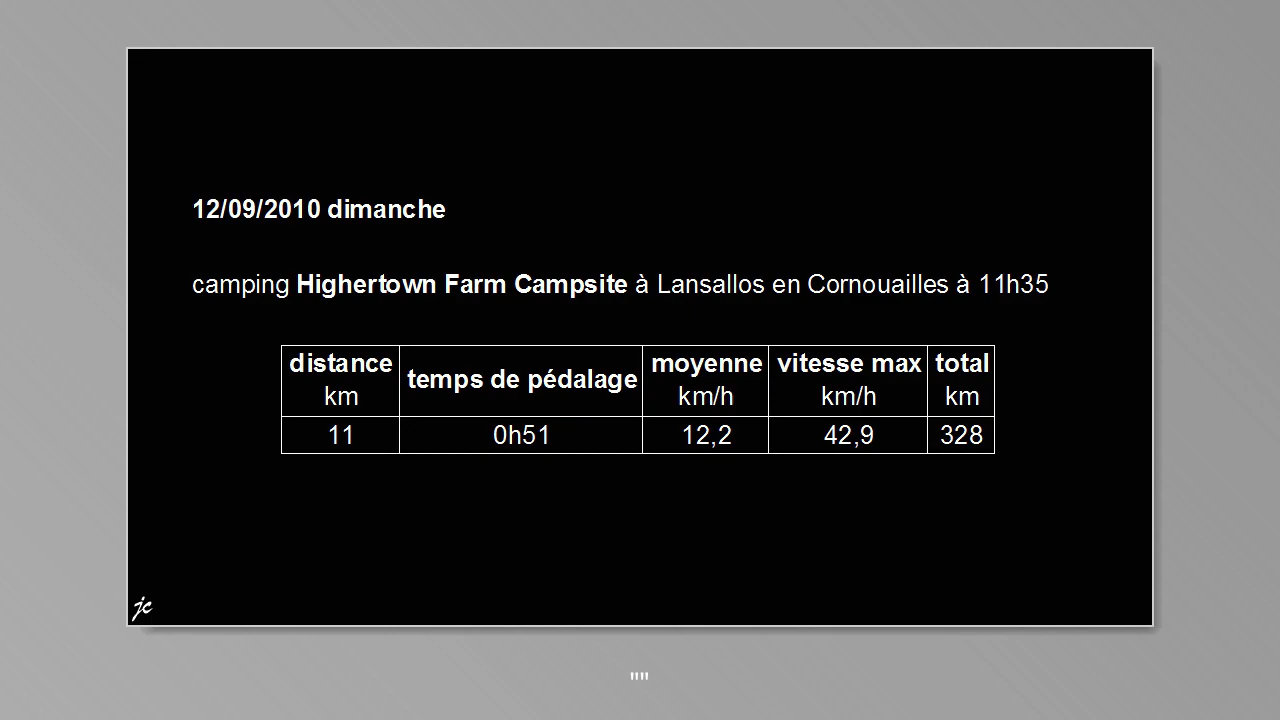 12/09/2010 dimanche
camping Highertown Farm Campsite à Lansallos en Cornouailles à 11h35
distance km temps de pédalage moyenne km/h vitesse max km/h total km
11 0h51 12,2 42,9 328
jc
""